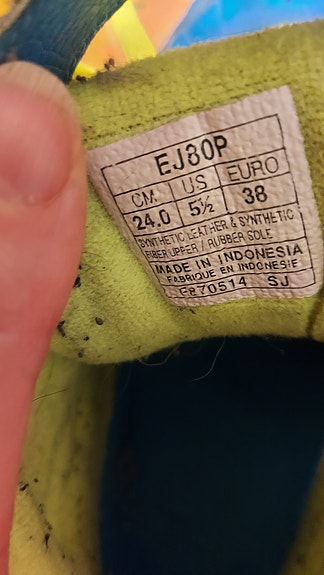 EJ80P
CM US EURO
24.0 5½ 38
SYNTHETIC LEATHER & SYNTHETIC
FIBER UPPER / RUBBER SOLE
MADE IN INDONESIA
FABRIQUE EN INDONESIE
F870514 SJ